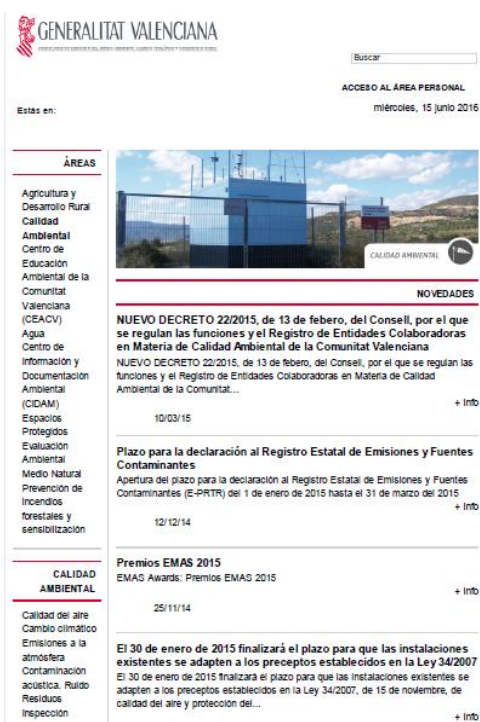 GENERALITAT VALENCIANA
Buscar
ACCESO AL ÁREA PERSONAL
Estás en:
miércoles, 15 junio 2016
ÁREAS
Agricultura y
Desarrollo Rural
Calidad
Ambiental
Centro de
Educación
Ambiental de la
Comunitat
Valenciana
(CEACV)
Agua
Centro de
Información y
Documentación
Ambiental
(CIDAM)
Espacios
Protegidos
Evaluación
Ambiental
Medio Natural
Prevención de
Incendios
forestales y
sensibilización
CALIDAD
AMBIENTAL
Calidad del aire
Cambio climático
Emisiones a la
atmósfera
Contaminación
acústica. Ruido
Residuos
Inspección
CALIDAD AMBIENTAL
NOVEDADES
NUEVO DECRETO 22/2015, de 13 de febero, del Consell, por el que
se regulan las funciones y el Registro de Entidades Colaboradoras
en Materia de Calidad Ambiental de la Comunitat Valenciana
NUEVO DECRETO 22/2015, de 13 de febero, del Consell, por el que se regulan las
funciones y el Registro de Entidades Colaboradoras en Materia de Calidad
Ambiental de la Comunitat...
+ Info
10/03/15
Plazo para la declaración al Registro Estatal de Emisiones y Fuentes
Contaminantes
Apertura del plazo para la declaración al Registro Estatal de Emisiones y Fuentes
Contaminantes (E-PRTR) del 1 de enero de 2015 hasta el 31 de marzo del 2015
+ Info
12/12/14
Premios EMAS 2015
EMAS Awards: Premios EMAS 2015
+ Info
25/11/14
El 30 de enero de 2015 finalizará el plazo para que las instalaciones
existentes se adapten a los preceptos establecidos en la Ley 34/2007
El 30 de enero de 2015 finalizará el plazo para que las instalaciones existentes se
adapten a los preceptos establecidos en la Ley 34/2007, de 15 de noviembre, de
calidad del aire y protección del...
+ Info